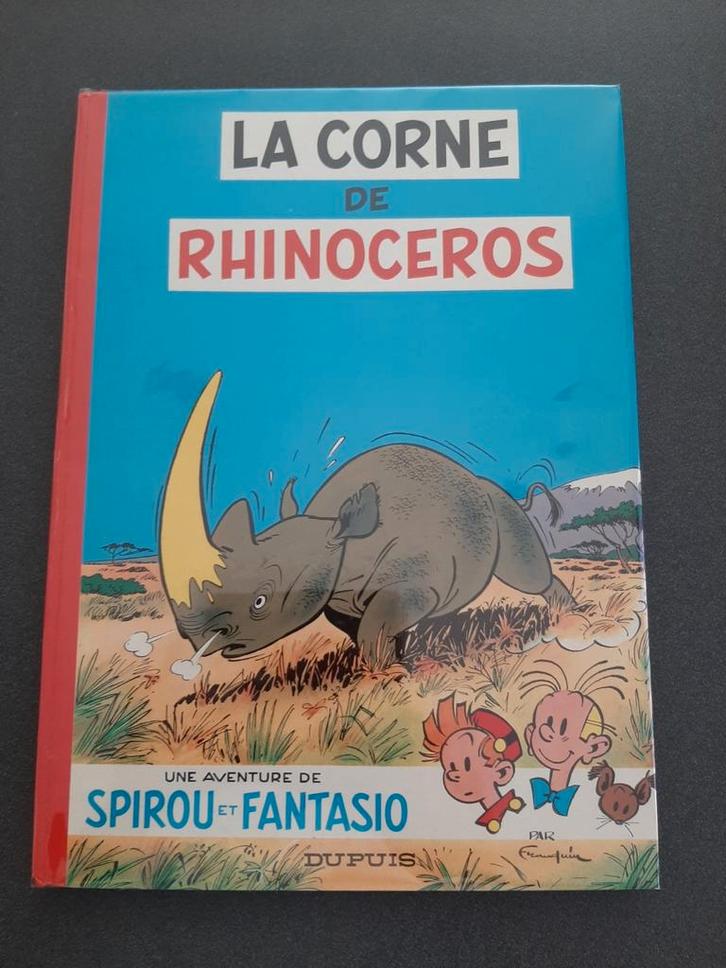 LA CORNE
DE
RHINOCEROS
UNE AVENTURE DE
SPIROU ET FANTASIO
PAR
Franquin
DUPUIS